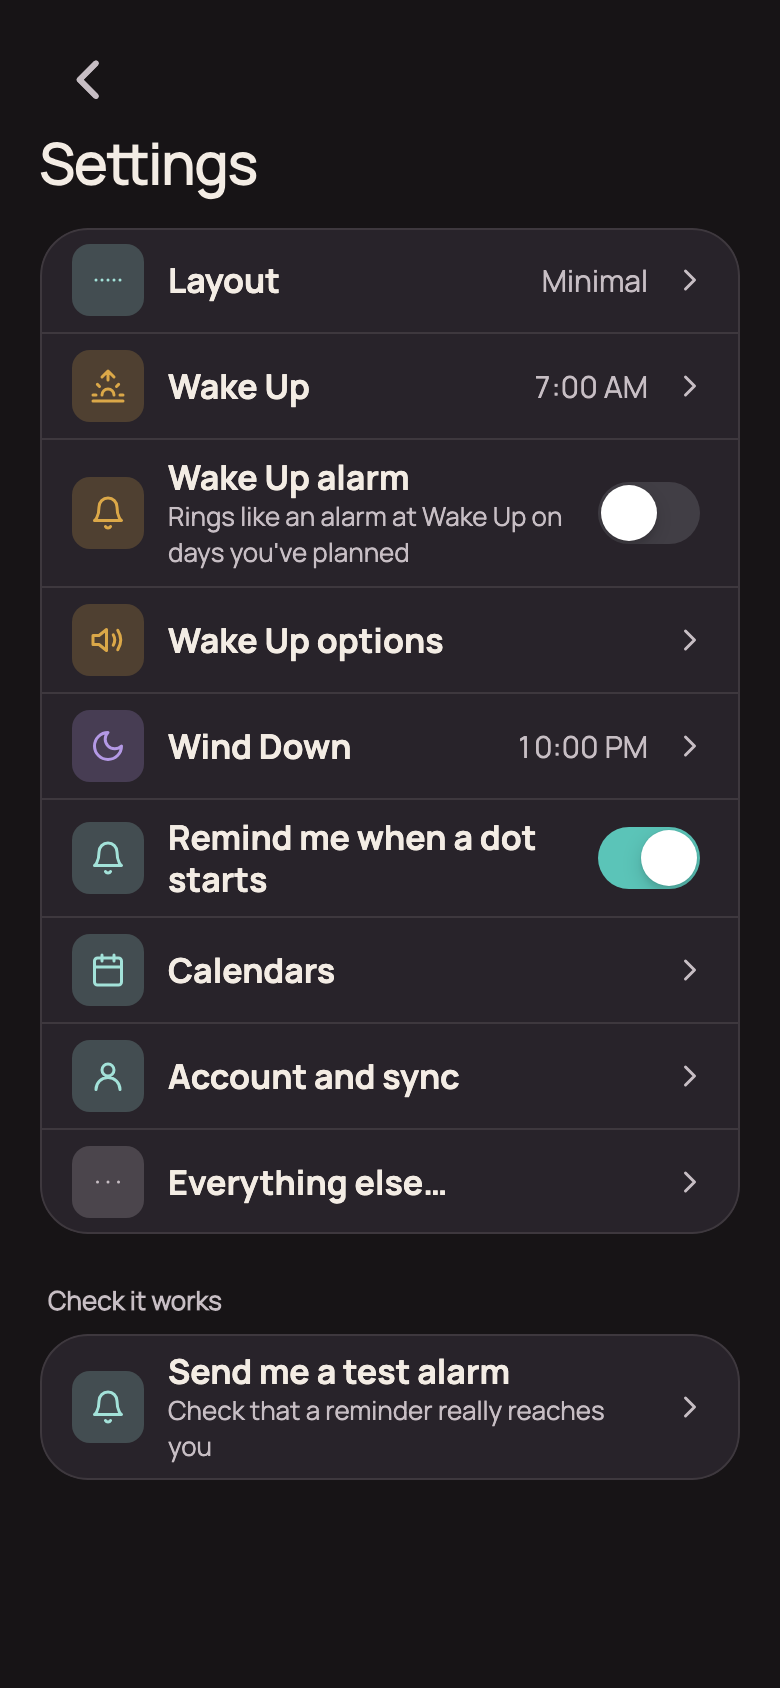 Settings
Layout
Minimal
Wake Up
7:00 AM
Wake Up alarm
Rings like an alarm at Wake Up on
days you've planned
Wake Up options
Wind Down
10:00 PM
Remind me when a dot
starts
Calendars
Account and sync
Everything else...
Check it works
Send me a test alarm
Check that a reminder really reaches
you